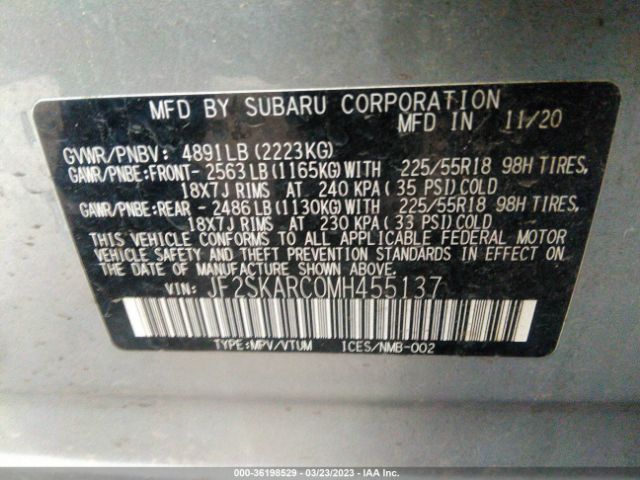 MFD BY SUBARU CORPORATION
MFD IN 11/20
GVWR/PNBV: 4891LB (2223KG)
GAWR/PNBE:FRONT- 2563LB (1165KG)WITH 225/55R18 98H TIRES,
18X7J RIMS AT 240 KPA ( 35 PSI)COLD
GAWR/PNBE:REAR - 2486LB (1130KG)WITH 225/55R18 98H TIRES,
18X7J RIMS AT 230 KPA ( 33 PSI)COLD
THIS VEHICLE CONFORMS TO ALL APPLICABLE FEDERAL MOTOR
VEHICLE SAFETY AND THEFT PREVENTION STANDARDS IN EFFECT ON
THE DATE OF MANUFACTURE SHOWN ABOVE.
VIN: JF2SKARC0MH455137
TYPE:MPV/VTUM ICES/NMB-002
000-36198529 - 03/23/2023 - IAA Inc.